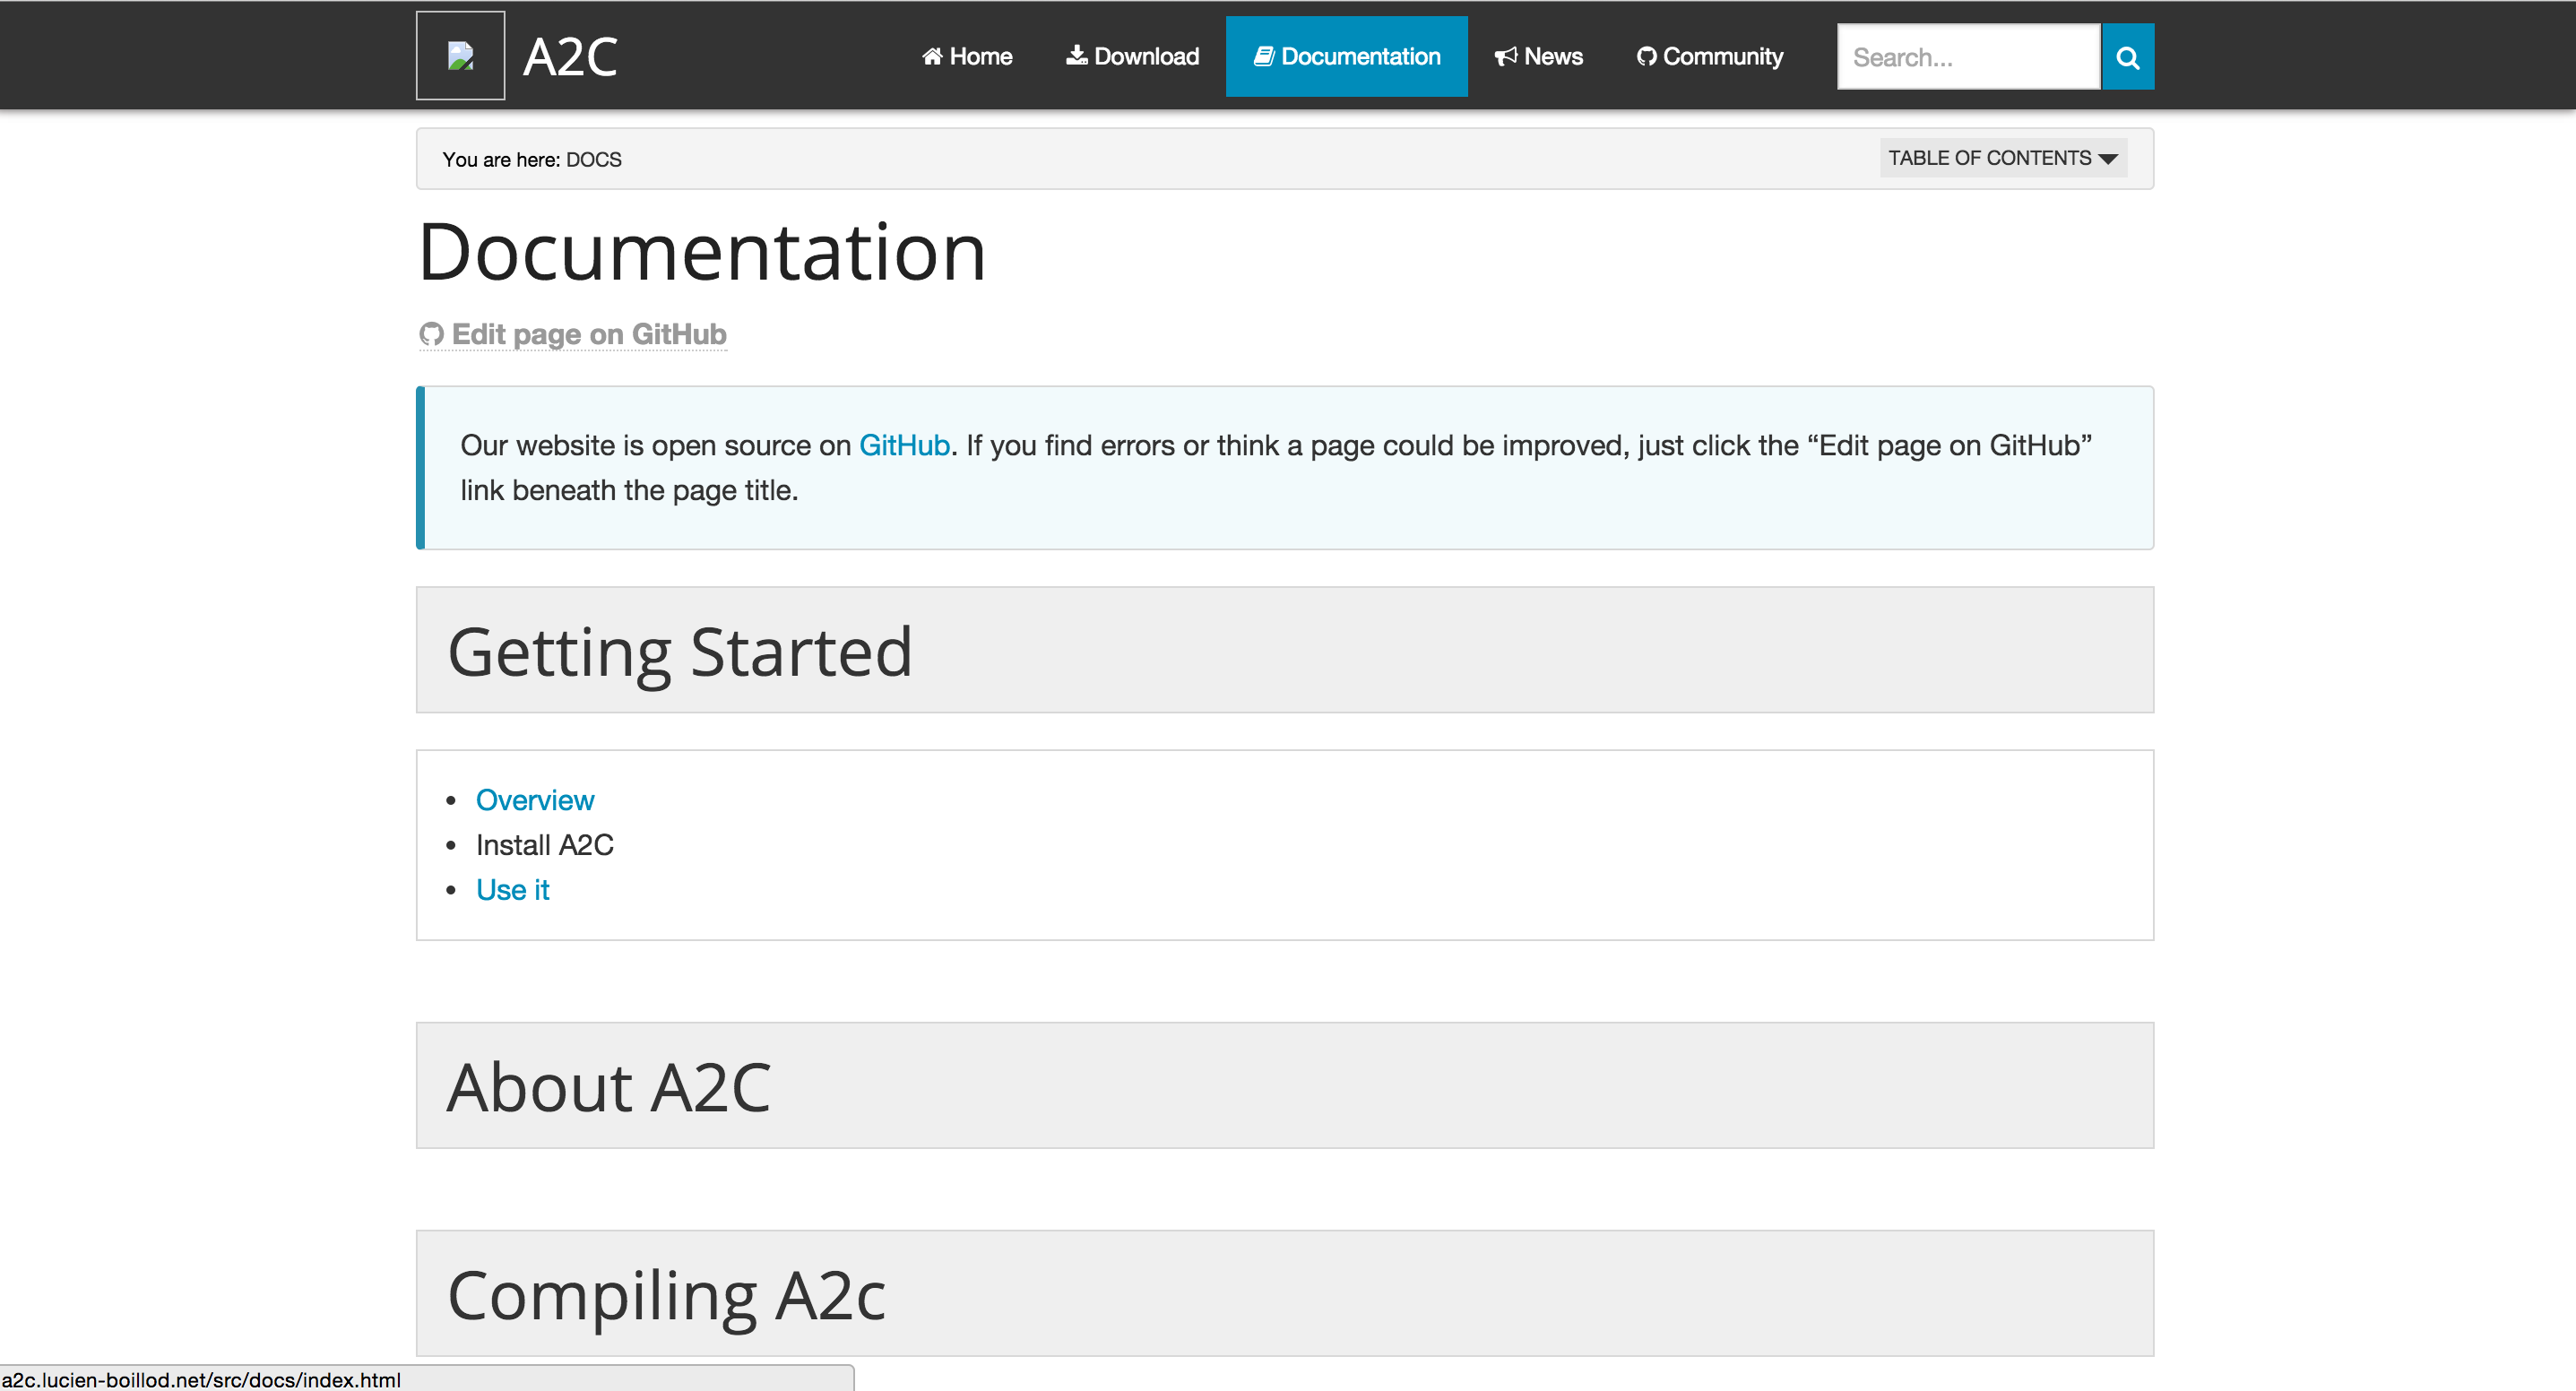 A2C
Home
Download
Documentation
News
Community
Search...
You are here: DOCS
TABLE OF CONTENTS
Documentation
Edit page on GitHub
Our website is open source on GitHub. If you find errors or think a page could be improved, just click the “Edit page on GitHub”
link beneath the page title.
Getting Started
Overview
Install A2C
Use it
About A2C
Compiling A2c
a2c.lucien-boillod.net/src/docs/index.html